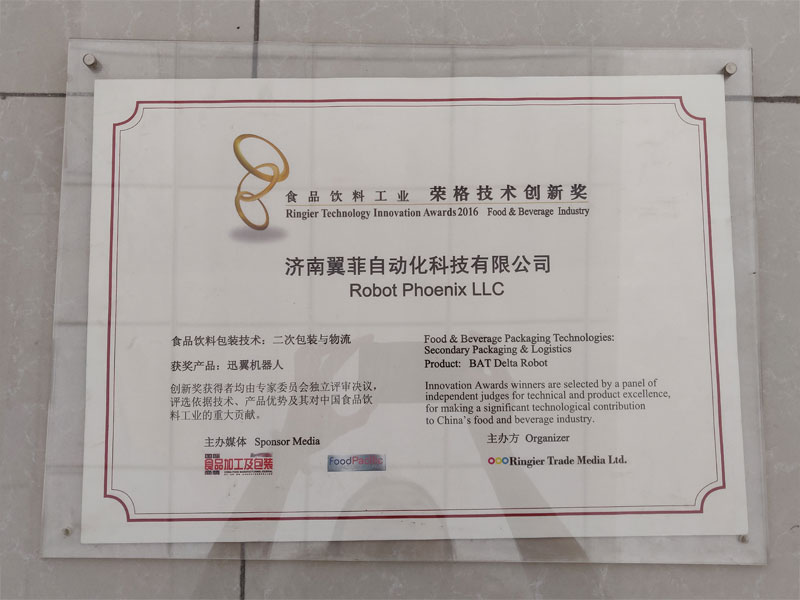 食品饮料工业 荣格技术创新奖
Ringier Technology Innovation Awards 2016 Food & Beverage Industry
济南翼菲自动化科技有限公司
Robot Phoenix LLC
食品饮料包装技术：二次包装与物流
获奖产品：迅翼机器人
创新奖获得者均由专家委员会独立评审决议，
评选依据技术、产品优势及其对中国食品饮
料工业的重大贡献。
Food & Beverage Packaging Technologies:
Secondary Packaging & Logistics
Product: BAT Delta Robot
Innovation Awards winners are selected by a panel of
independent judges for technical and product excellence,
for making a significant technological contribution
to China's food and beverage industry.
主办媒体 Sponsor Media
食品加工及包装
FoodPacific
主办方 Organizer
Ringier Trade Media Ltd.